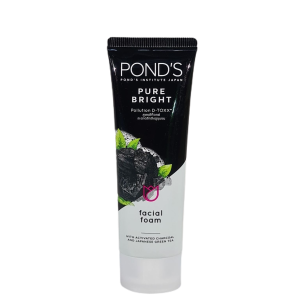 POND'S
POND'S INSTITUTE JAPAN
PURE
BRIGHT
Pollution D-TOXX™
facial
foam
WITH ACTIVATED CHARCOAL
AND JAPANESE GREEN TEA